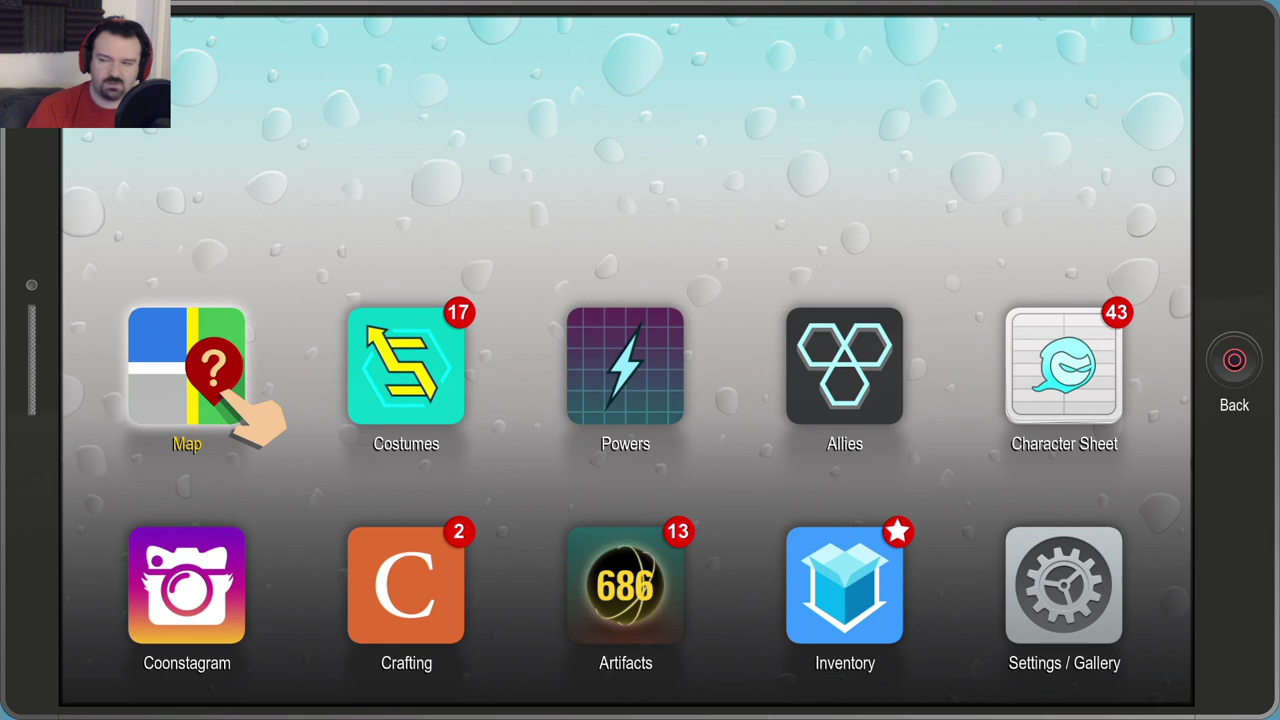 17
43
?
Map
Costumes
Powers
Allies
Character Sheet
Back
2
13
C
686
Coonstagram
Crafting
Artifacts
Inventory
Settings / Gallery